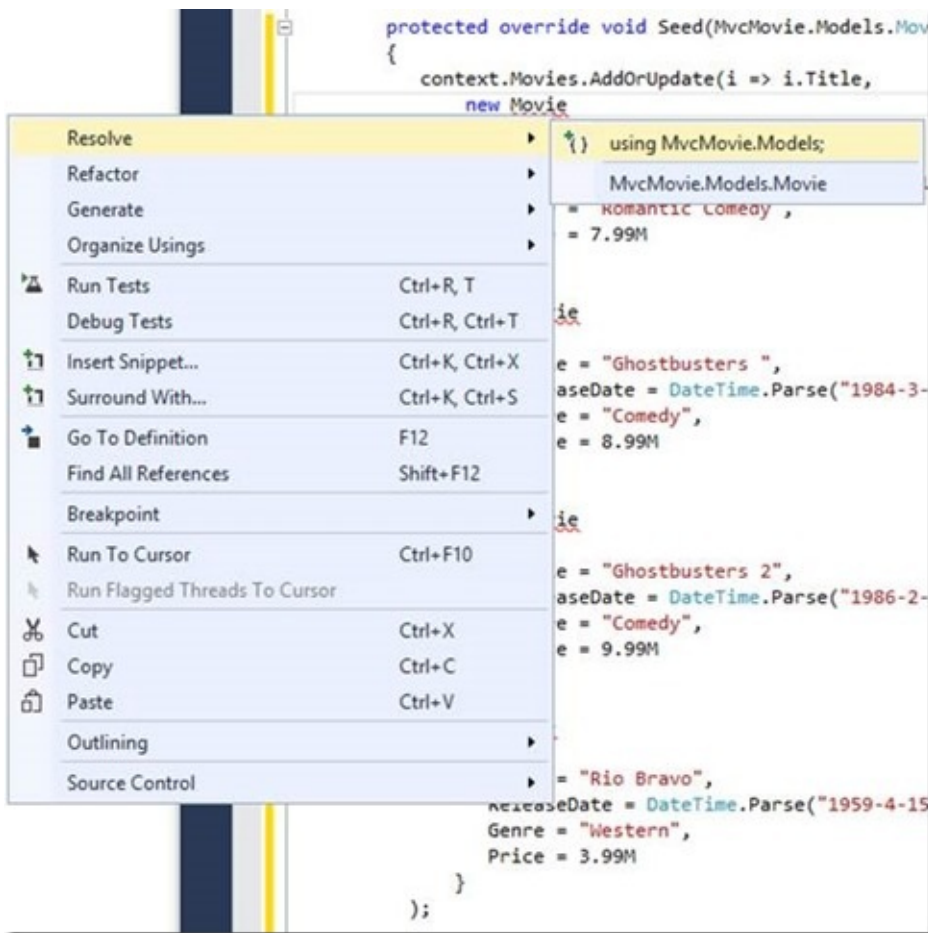 protected override void Seed(MvcMovie.Models.Mov
{
context.Movies.AddOrUpdate(i => i.Title,
new Movie
Resolve
using MvcMovie.Models;
MvcMovie.Models.Movie
Refactor
Generate
= "Romantic Comedy",
Organize Usings
= 7.99M
Run Tests Ctrl+R, T
ie
Debug Tests Ctrl+R, Ctrl+T
Insert Snippet... Ctrl+K, Ctrl+X
e = "Ghostbusters ",
Surround With... Ctrl+K, Ctrl+S
aseDate = DateTime.Parse("1984-3-
e = "Comedy",
Go To Definition F12
e = 8.99M
Find All References Shift+F12
Breakpoint
ie
Run To Cursor Ctrl+F10
e = "Ghostbusters 2",
Run Flagged Threads To Cursor
aseDate = DateTime.Parse("1986-2-
e = "Comedy",
Cut Ctrl+X
e = 9.99M
Copy Ctrl+C
Paste Ctrl+V
Outlining
Source Control
= "Rio Bravo",
ReleaseDate = DateTime.Parse("1959-4-15
Genre = "Western",
Price = 3.99M
}
);